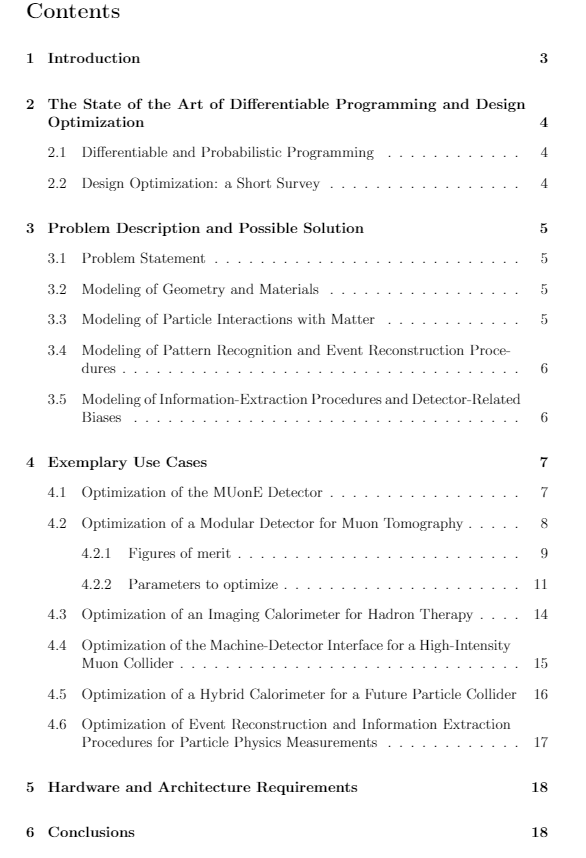 Contents
1 Introduction 3
2 The State of the Art of Differentiable Programming and Design
Optimization 4
2.1 Differentiable and Probabilistic Programming . . . . . . . . . . . . 4
2.2 Design Optimization: a Short Survey . . . . . . . . . . . . . . . . . 4
3 Problem Description and Possible Solution 5
3.1 Problem Statement . . . . . . . . . . . . . . . . . . . . . . . . . . . 5
3.2 Modeling of Geometry and Materials . . . . . . . . . . . . . . . . . 5
3.3 Modeling of Particle Interactions with Matter . . . . . . . . . . . . 5
3.4 Modeling of Pattern Recognition and Event Reconstruction Proce-
dures . . . . . . . . . . . . . . . . . . . . . . . . . . . . . . . . . . . 6
3.5 Modeling of Information-Extraction Procedures and Detector-Related
Biases . . . . . . . . . . . . . . . . . . . . . . . . . . . . . . . . . . 6
4 Exemplary Use Cases 7
4.1 Optimization of the MUonE Detector . . . . . . . . . . . . . . . . . 7
4.2 Optimization of a Modular Detector for Muon Tomography . . . . . 8
4.2.1 Figures of merit . . . . . . . . . . . . . . . . . . . . . . . . . 9
4.2.2 Parameters to optimize . . . . . . . . . . . . . . . . . . . . . 11
4.3 Optimization of an Imaging Calorimeter for Hadron Therapy . . . . 14
4.4 Optimization of the Machine-Detector Interface for a High-Intensity
Muon Collider . . . . . . . . . . . . . . . . . . . . . . . . . . . . . . 15
4.5 Optimization of a Hybrid Calorimeter for a Future Particle Collider 16
4.6 Optimization of Event Reconstruction and Information Extraction
Procedures for Particle Physics Measurements . . . . . . . . . . . . 17
5 Hardware and Architecture Requirements 18
6 Conclusions 18